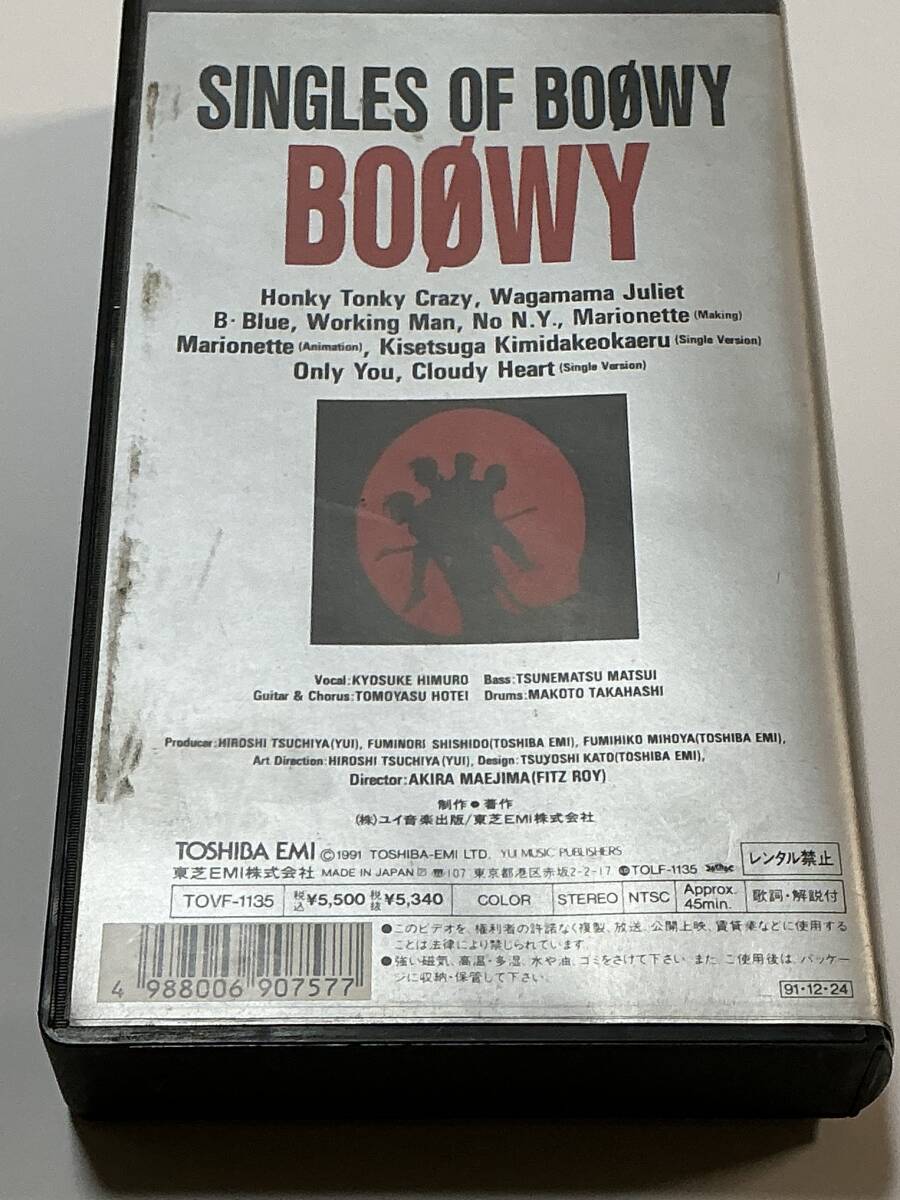 SINGLES OF BOØWY
BOØWY
Honky Tonky Crazy, Wagamama Juliet
B・Blue, Working Man, No N.Y., Marionette (Making)
Marionette (Animation), Kisetsuga Kimidakeokaeru (Single Version)
Only You, Cloudy Heart (Single Version)
Vocal:KYOSUKE HIMURO Bass:TSUNEMATSU MATSUI
Guitar & Chorus:TOMOYASU HOTEI Drums:MAKOTO TAKAHASHI
Producer:HIROSHI TSUCHIYA(YUI), FUMINORI SHISHIDO(TOSHIBA EMI), FUMIHIKO MIHOYA(TOSHIBA EMI),
Art Direction:HIROSHI TSUCHIYA(YUI), Design:TSUYOSHI KATO(TOSHIBA EMI),
Director:AKIRA MAEJIMA(FITZ ROY)
制作●著作
(株)ユイ音楽出版/東芝EMI株式会社
TOSHIBA EMI ©1991 TOSHIBA-EMI LTD. YUI MUSIC PUBLISHERS
レンタル禁止
東芝EMI株式会社 MADE IN JAPAN 107 東京都港区赤坂2-2-17 TOLF-1135
TOVF-1135 税込¥5,500 税抜¥5,340 COLOR STEREO NTSC Approx. 45min. 歌詞・解説付
●このビデオを、権利者の許諾なく複製、放送、公開上映、賃貸業などに使用する
ことは法律により禁じられています。
●強い磁気、高温・多湿、水や油、ゴミをさけて下さい。また、ご使用後は、パッケー
ジに収納・保管して下さい。
4 988006 907577
91・12・24